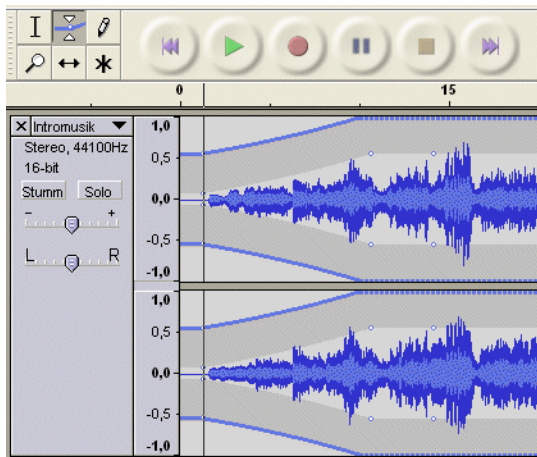 0 15
Intromusik
Stereo, 44100Hz
16-bit
Stumm Solo
- +
L R
1,0
0,5
0,0
-0,5
-1,0
1,0
0,5
0,0
-0,5
-1,0